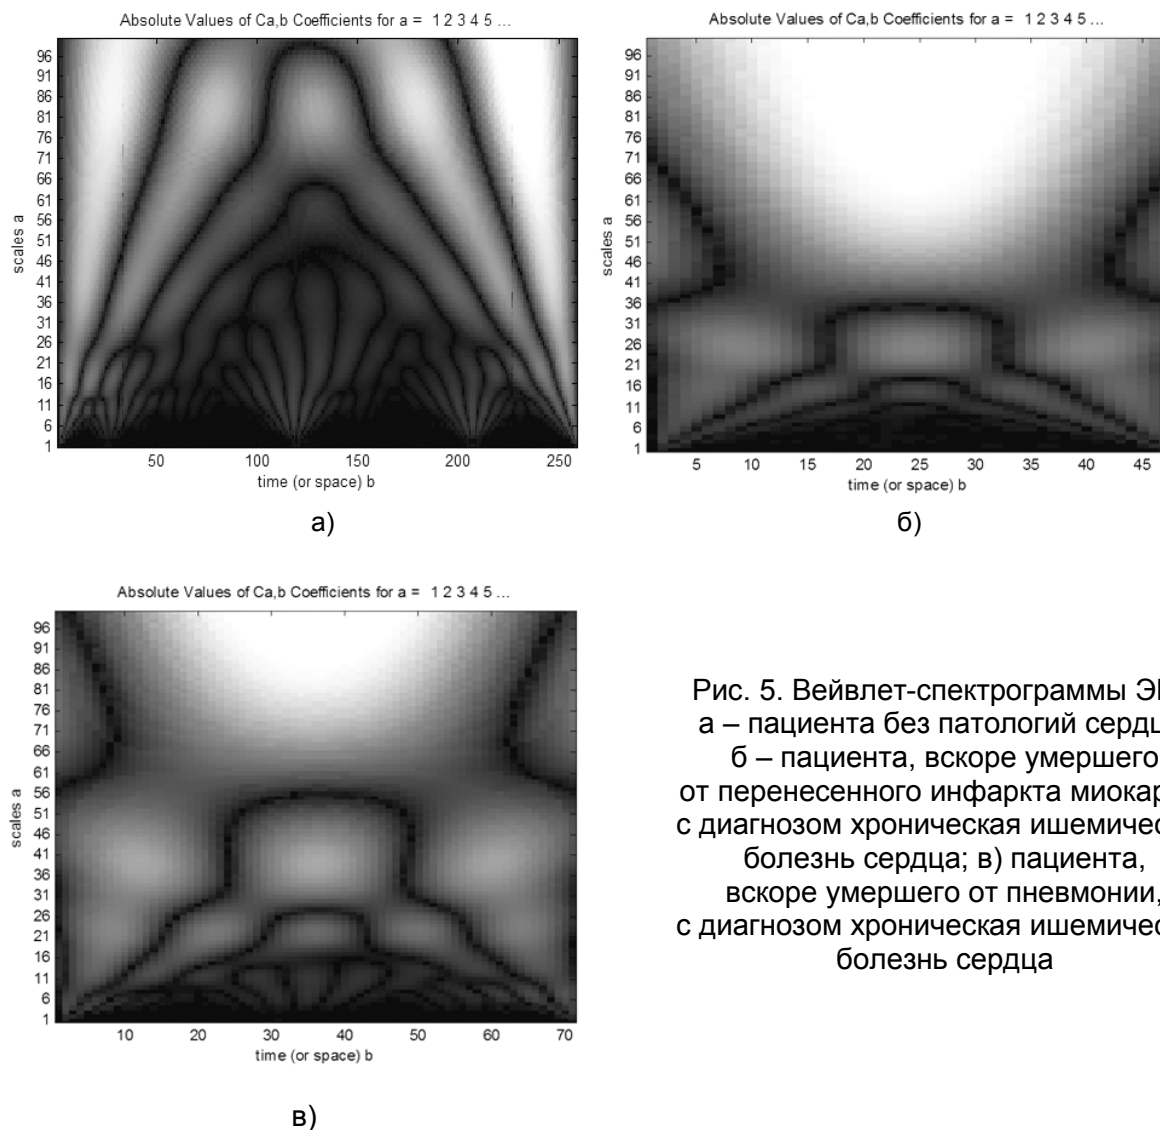 Absolute Values of Ca,b Coefficients for a = 1 2 3 4 5 ...
96
91
86
81
76
71
66
61
56
51
46
41
36
31
26
21
16
11
6
1
scales a
50 100 150 200 250
time (or space) b
а)
Absolute Values of Ca,b Coefficients for a = 1 2 3 4 5 ...
96
91
86
81
76
71
66
61
56
51
46
41
36
31
26
21
16
11
6
1
scales a
5 10 15 20 25 30 35 40 45
time (or space) b
б)
Absolute Values of Ca,b Coefficients for a = 1 2 3 4 5 ...
96
91
86
81
76
71
66
61
56
51
46
41
36
31
26
21
16
11
6
1
scales a
10 20 30 40 50 60 70
time (or space) b
в)
Рис. 5. Вейвлет-спектрограммы
а – пациента без патологий
б – пациента, вскоре умершего
от перенесенного инфаркта
с диагнозом хроническая
болезнь сердца; в) пациента,
вскоре умершего от пневмонии,
с диагнозом хроническая
болезнь сердца